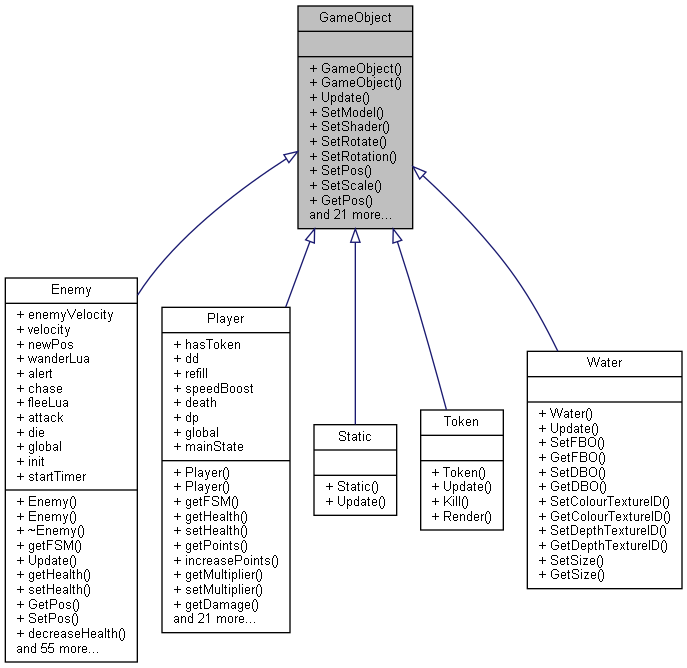 GameObject
+ GameObject()
+ GameObject()
+ Update()
+ SetModel()
+ SetShader()
+ SetRotate()
+ SetRotation()
+ SetPos()
+ SetScale()
+ GetPos()
and 21 more...
Enemy
+ enemyVelocity
+ velocity
+ newPos
+ wanderLua
+ alert
+ chase
+ fleeLua
+ attack
+ die
+ global
+ init
+ startTimer
+ Enemy()
+ Enemy()
+ ~Enemy()
+ getFSM()
+ Update()
+ getHealth()
+ setHealth()
+ GetPos()
+ SetPos()
+ decreaseHealth()
and 55 more...
Player
+ hasToken
+ dd
+ refill
+ speedBoost
+ death
+ dp
+ global
+ mainState
+ Player()
+ Player()
+ getFSM()
+ getHealth()
+ setHealth()
+ getPoints()
+ increasePoints()
+ getMultiplier()
+ setMultiplier()
+ getDamage()
and 21 more...
Static
+ Static()
+ Update()
Token
+ Token()
+ Update()
+ Kill()
+ Render()
Water
+ Water()
+ Update()
+ SetFBO()
+ GetFBO()
+ SetDBO()
+ GetDBO()
+ SetColourTextureID()
+ GetColourTextureID()
+ SetDepthTextureID()
+ GetDepthTextureID()
+ SetSize()
+ GetSize()